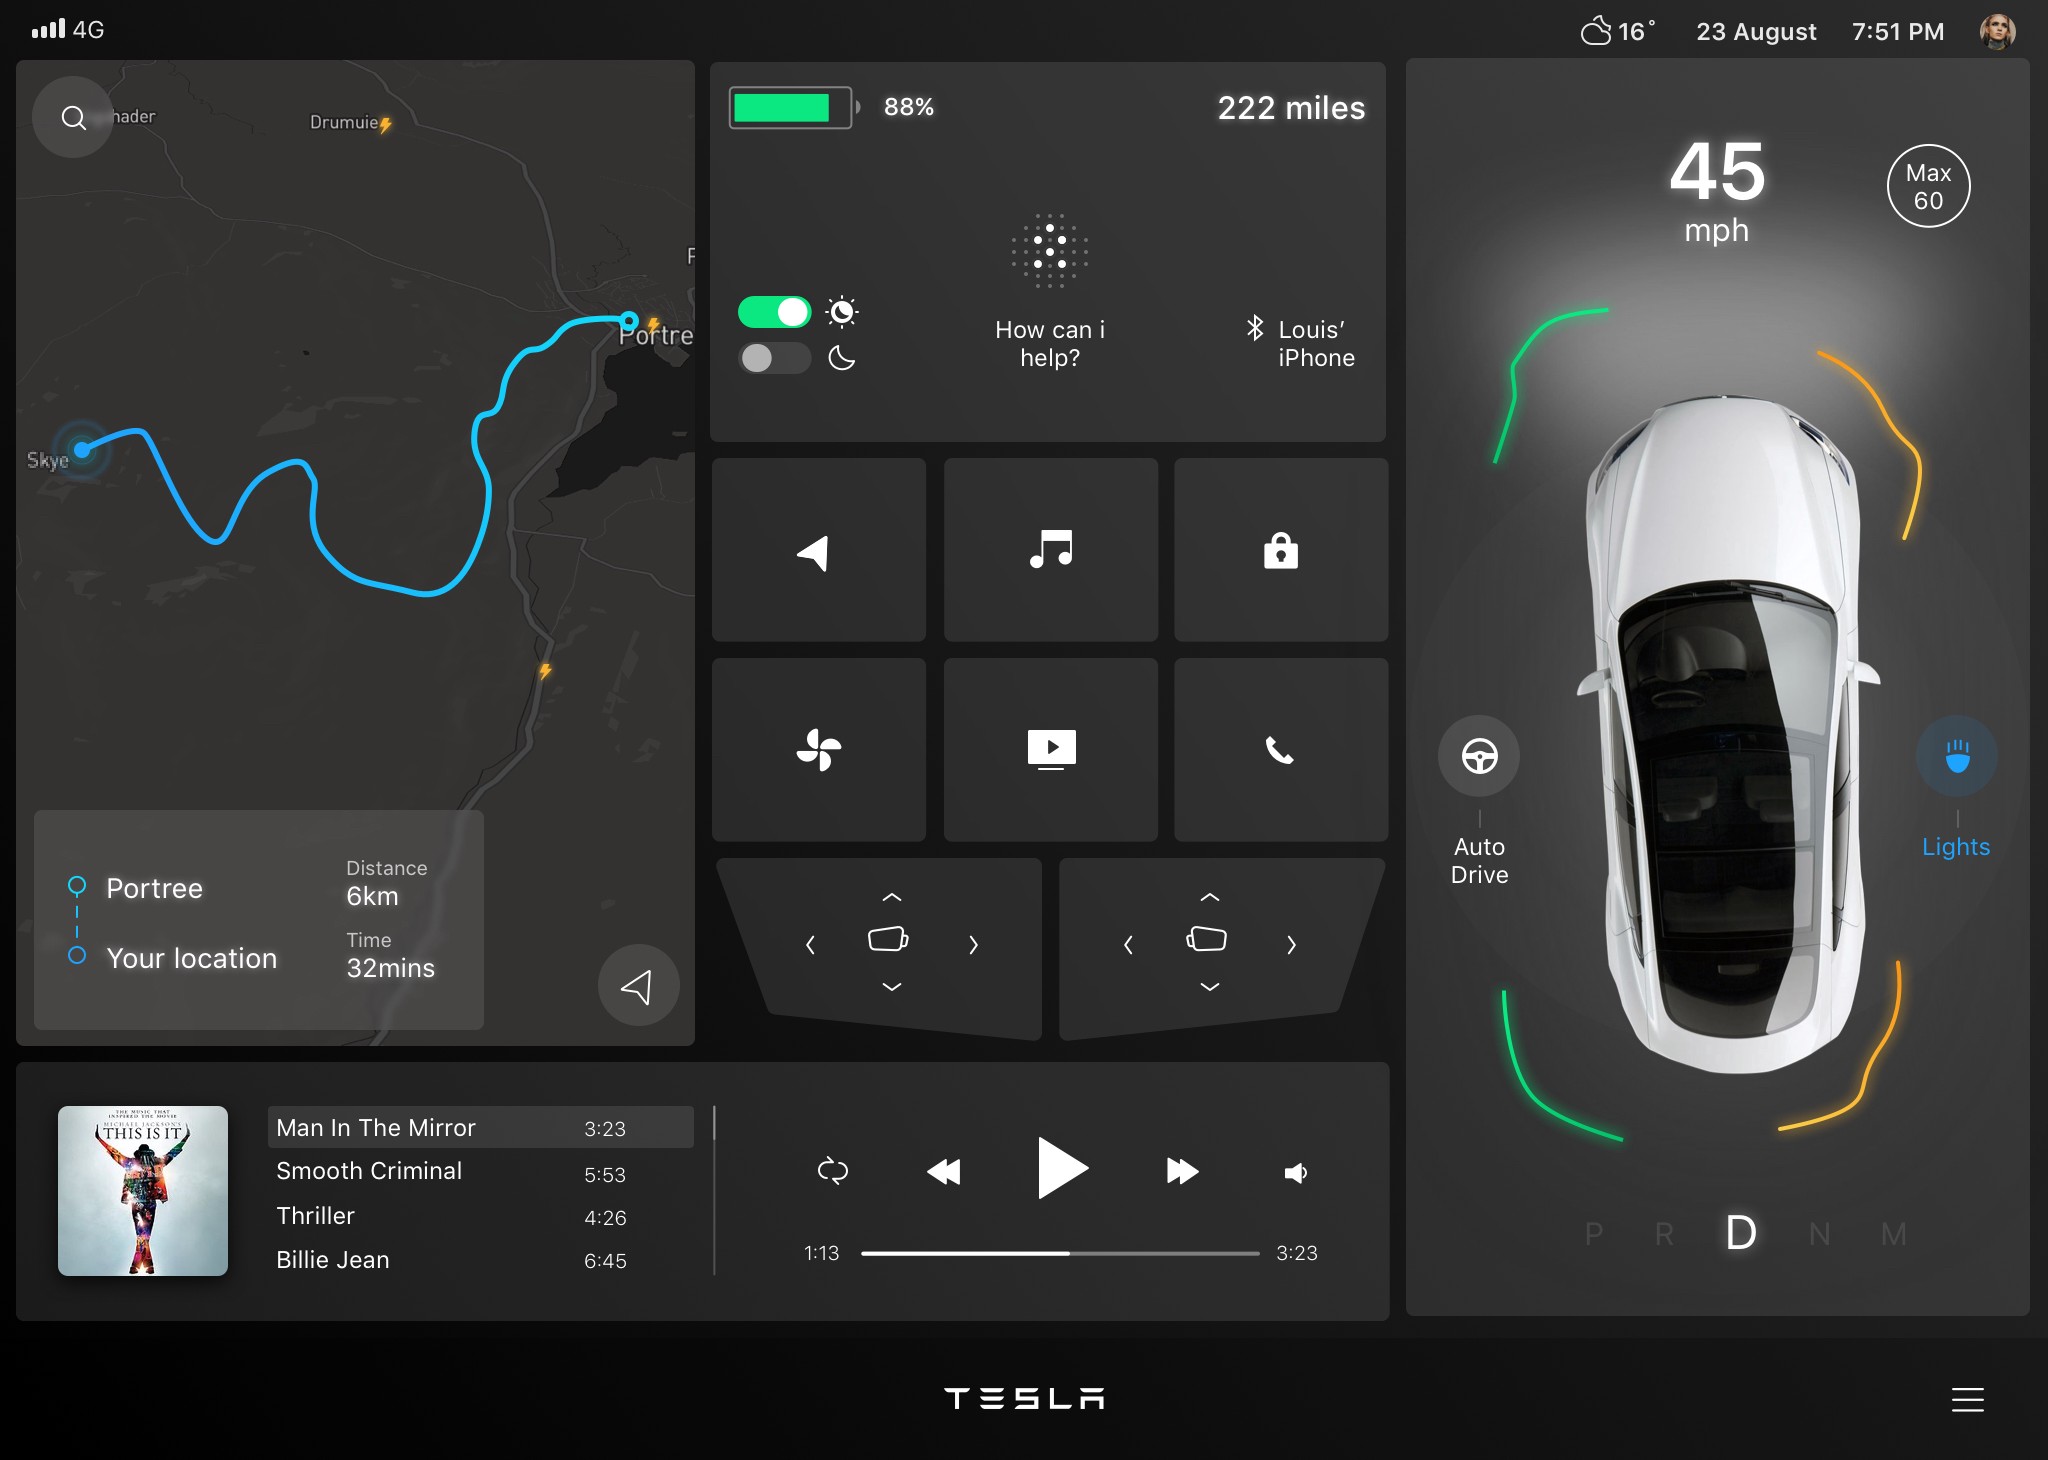 4G
16°
23 August
7:51 PM
hader
Drumuie
Portre
Skye
Portree
Your location
Distance
6km
Time
32mins
88%
222 miles
How can i
help?
Louis’
iPhone
45
mph
Max
60
Auto
Drive
Lights
P R D N M
THE MUSIC THAT
INSPIRED THE MOVIE
MICHAEL JACKSON'S
THIS IS IT
Man In The Mirror 3:23
Smooth Criminal 5:53
Thriller 4:26
Billie Jean 6:45
1:13
3:23
TESLA